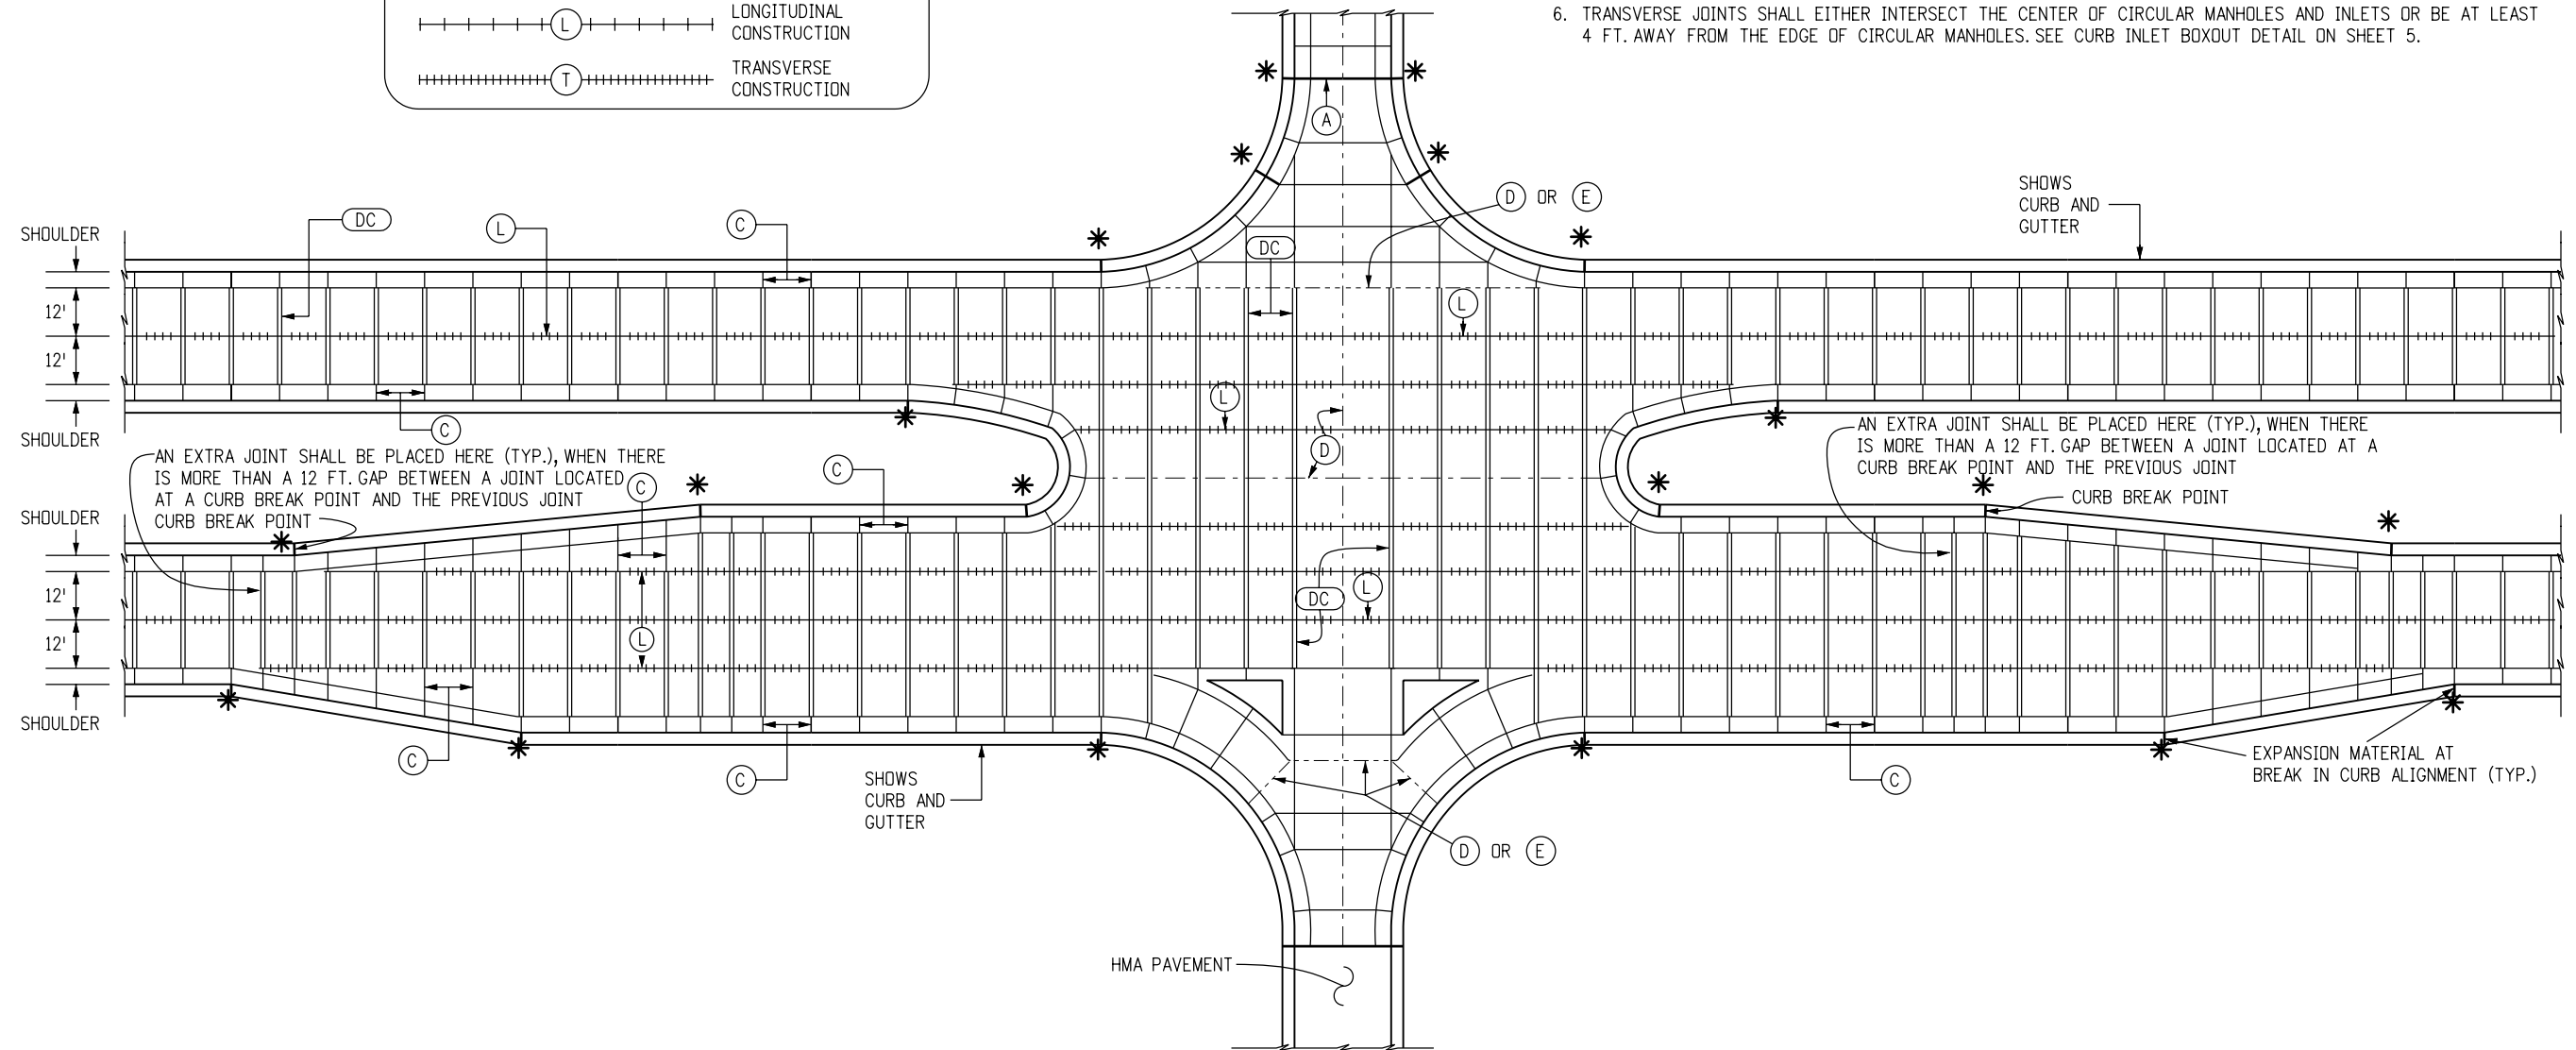 L
LONGITUDINAL
CONSTRUCTION
T
TRANSVERSE
CONSTRUCTION
6. TRANSVERSE JOINTS SHALL EITHER INTERSECT THE CENTER OF CIRCULAR MANHOLES AND INLETS OR BE AT LEAST
4 FT. AWAY FROM THE EDGE OF CIRCULAR MANHOLES. SEE CURB INLET BOXOUT DETAIL ON SHEET 5.
A
D OR E
SHOWS
CURB AND
GUTTER
SHOULDER
DC
L
C
DC
L
12'
12'
C
SHOULDER
L
D
AN EXTRA JOINT SHALL BE PLACED HERE (TYP.), WHEN THERE
IS MORE THAN A 12 FT. GAP BETWEEN A JOINT LOCATED
AT A CURB BREAK POINT AND THE PREVIOUS JOINT
CURB BREAK POINT
C
C
AN EXTRA JOINT SHALL BE PLACED HERE (TYP.), WHEN THERE
IS MORE THAN A 12 FT. GAP BETWEEN A JOINT LOCATED AT A
CURB BREAK POINT AND THE PREVIOUS JOINT
CURB BREAK POINT
SHOULDER
12'
12'
L
DC
L
SHOULDER
C
C
SHOWS
CURB AND
GUTTER
C
EXPANSION MATERIAL AT
BREAK IN CURB ALIGNMENT (TYP.)
D OR E
HMA PAVEMENT